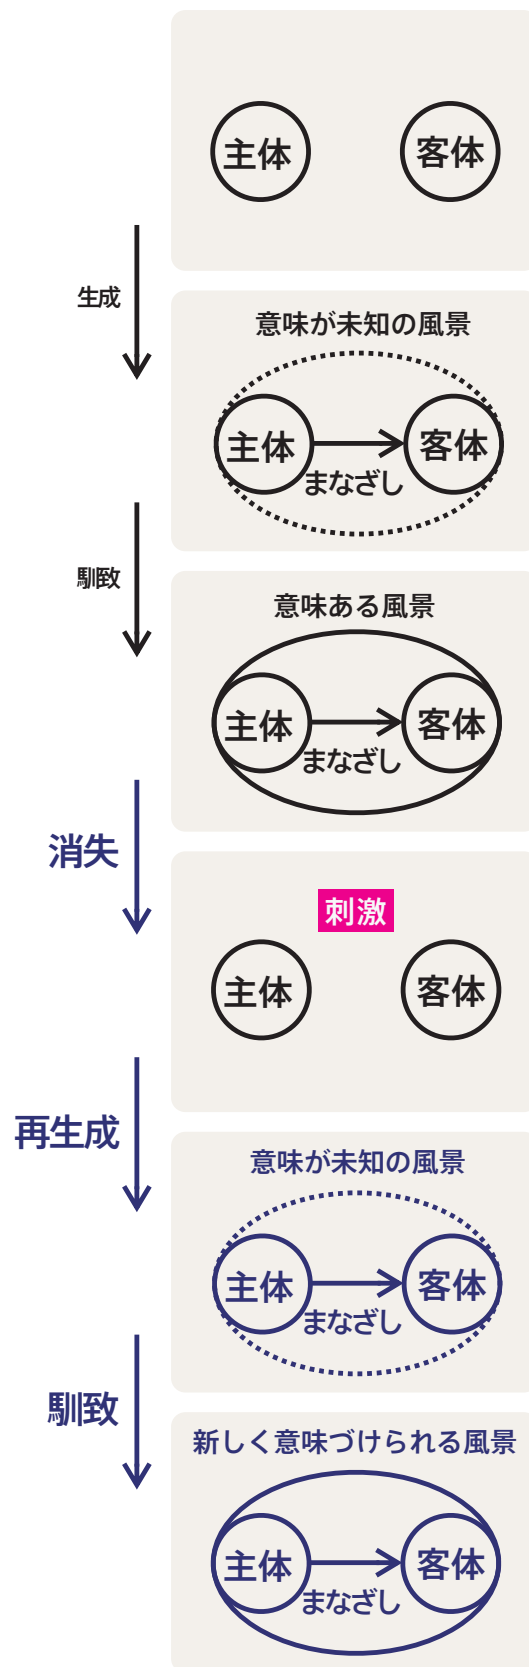 主体
客体
生成
意味が未知の風景
主体
客体
まなざし
馴致
意味ある風景
主体
客体
まなざし
消失
刺激
主体
客体
再生成
意味が未知の風景
主体
客体
まなざし
馴致
新しく意味づけられる風景
主体
客体
まなざし